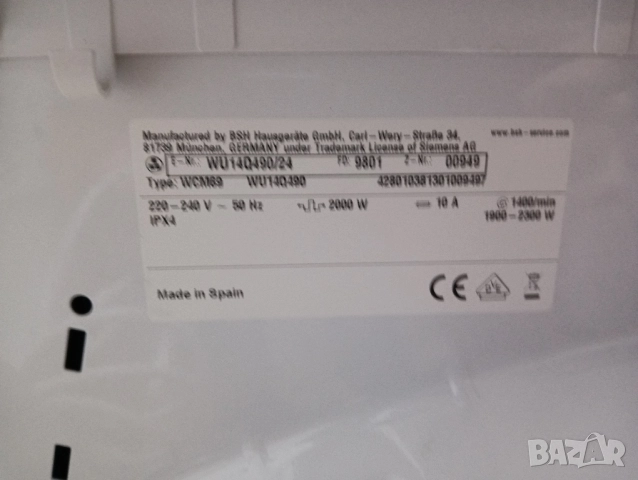 Manufactured by BSH Hausgeräte GmbH, Carl-Wery-Straße 34,
81739 München, GERMANY under Trademark License of Siemens AG
www.bsh-service.com
E-Nr.: WU14Q490/24 FD: 9801 Z-Nr.: 00949
Type: WCM69 WU14Q490 428010381301009497
220-240 V ~ 50 Hz 2000 W 10 A 1400/min
IPX4 1900-2300 W
Made in Spain
CE
BAZAR